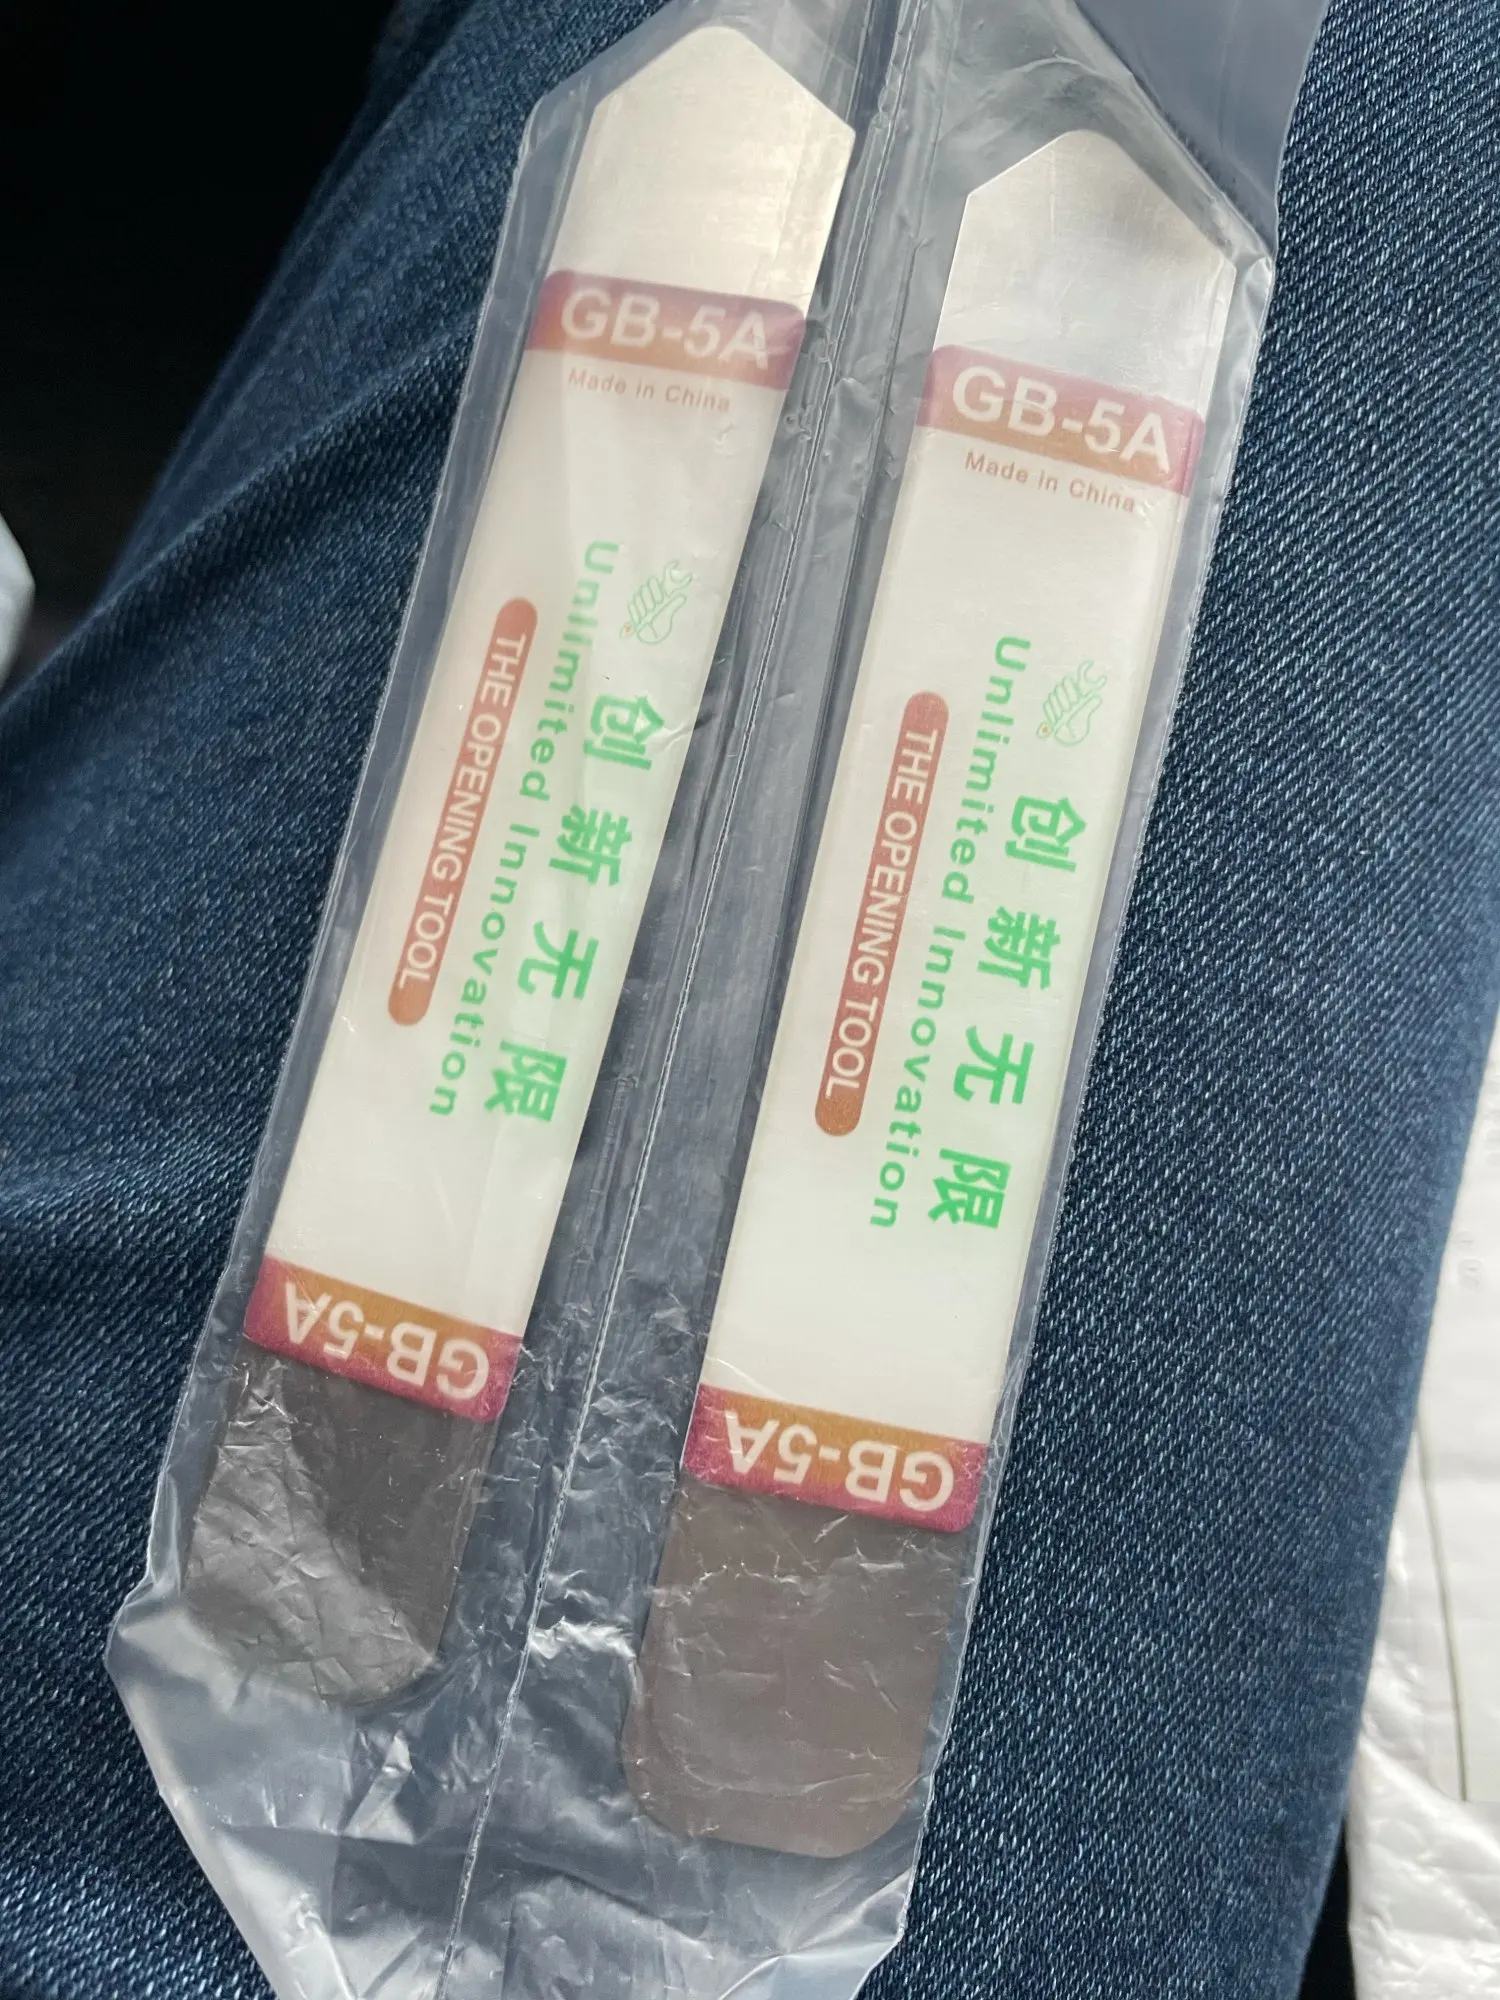 GB-5A
Made in China
创新无限
Unlimited Innovation
THE OPENING TOOL
GB-5A
GB-5A
Made in China
创新无限
Unlimited Innovation
THE OPENING TOOL
GB-5A